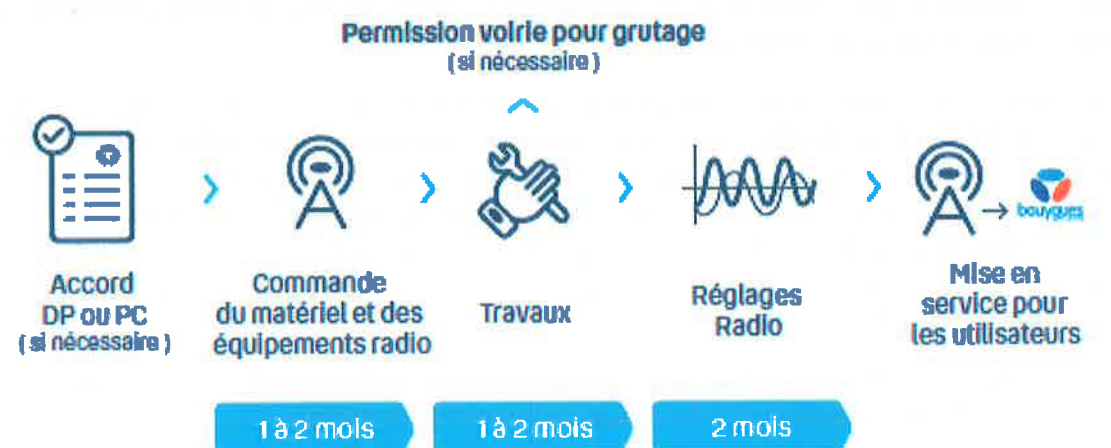 Permission voirie pour grutage
(si nécessaire)
bouygues
Accord
DP ou PC
(si nécessaire)
Commande
du matériel et des
équipements radio
Travaux
Réglages
Radio
Mise en
service pour
les utilisateurs
1 à 2 mois
1 à 2 mois
2 mois